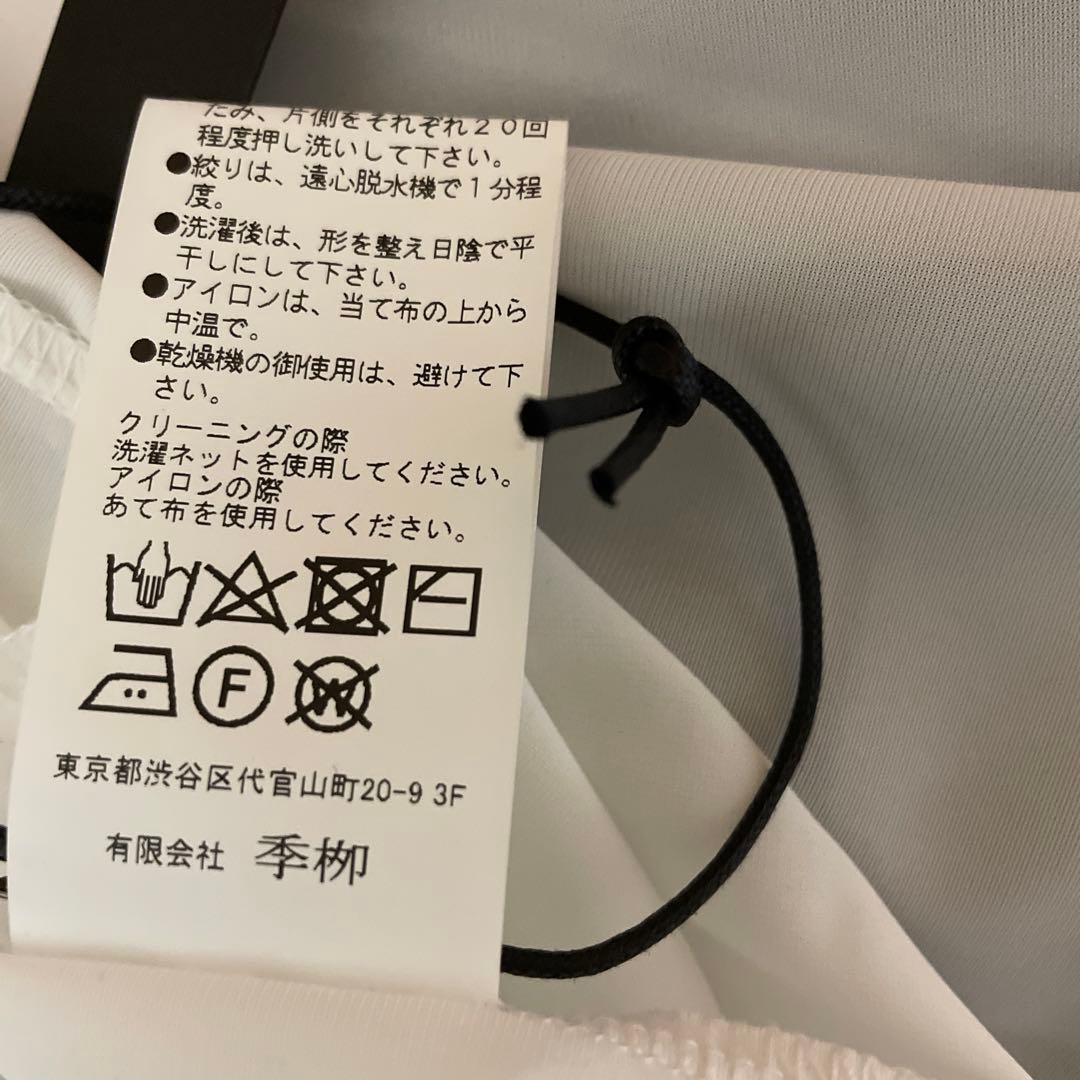 たみ、片側をそれぞれ20回
程度押し洗いして下さい。
●絞りは、遠心脱水機で1分程
度。
●洗濯後は、形を整え日陰で平
干しにして下さい。
●アイロンは、当て布の上から
中温で。
●乾燥機の御使用は、避けて下
さい。
クリーニングの際
洗濯ネットを使用してください。
アイロンの際
あて布を使用してください。
F
W
東京都渋谷区代官山町20-9 3F
有限会社 季栁